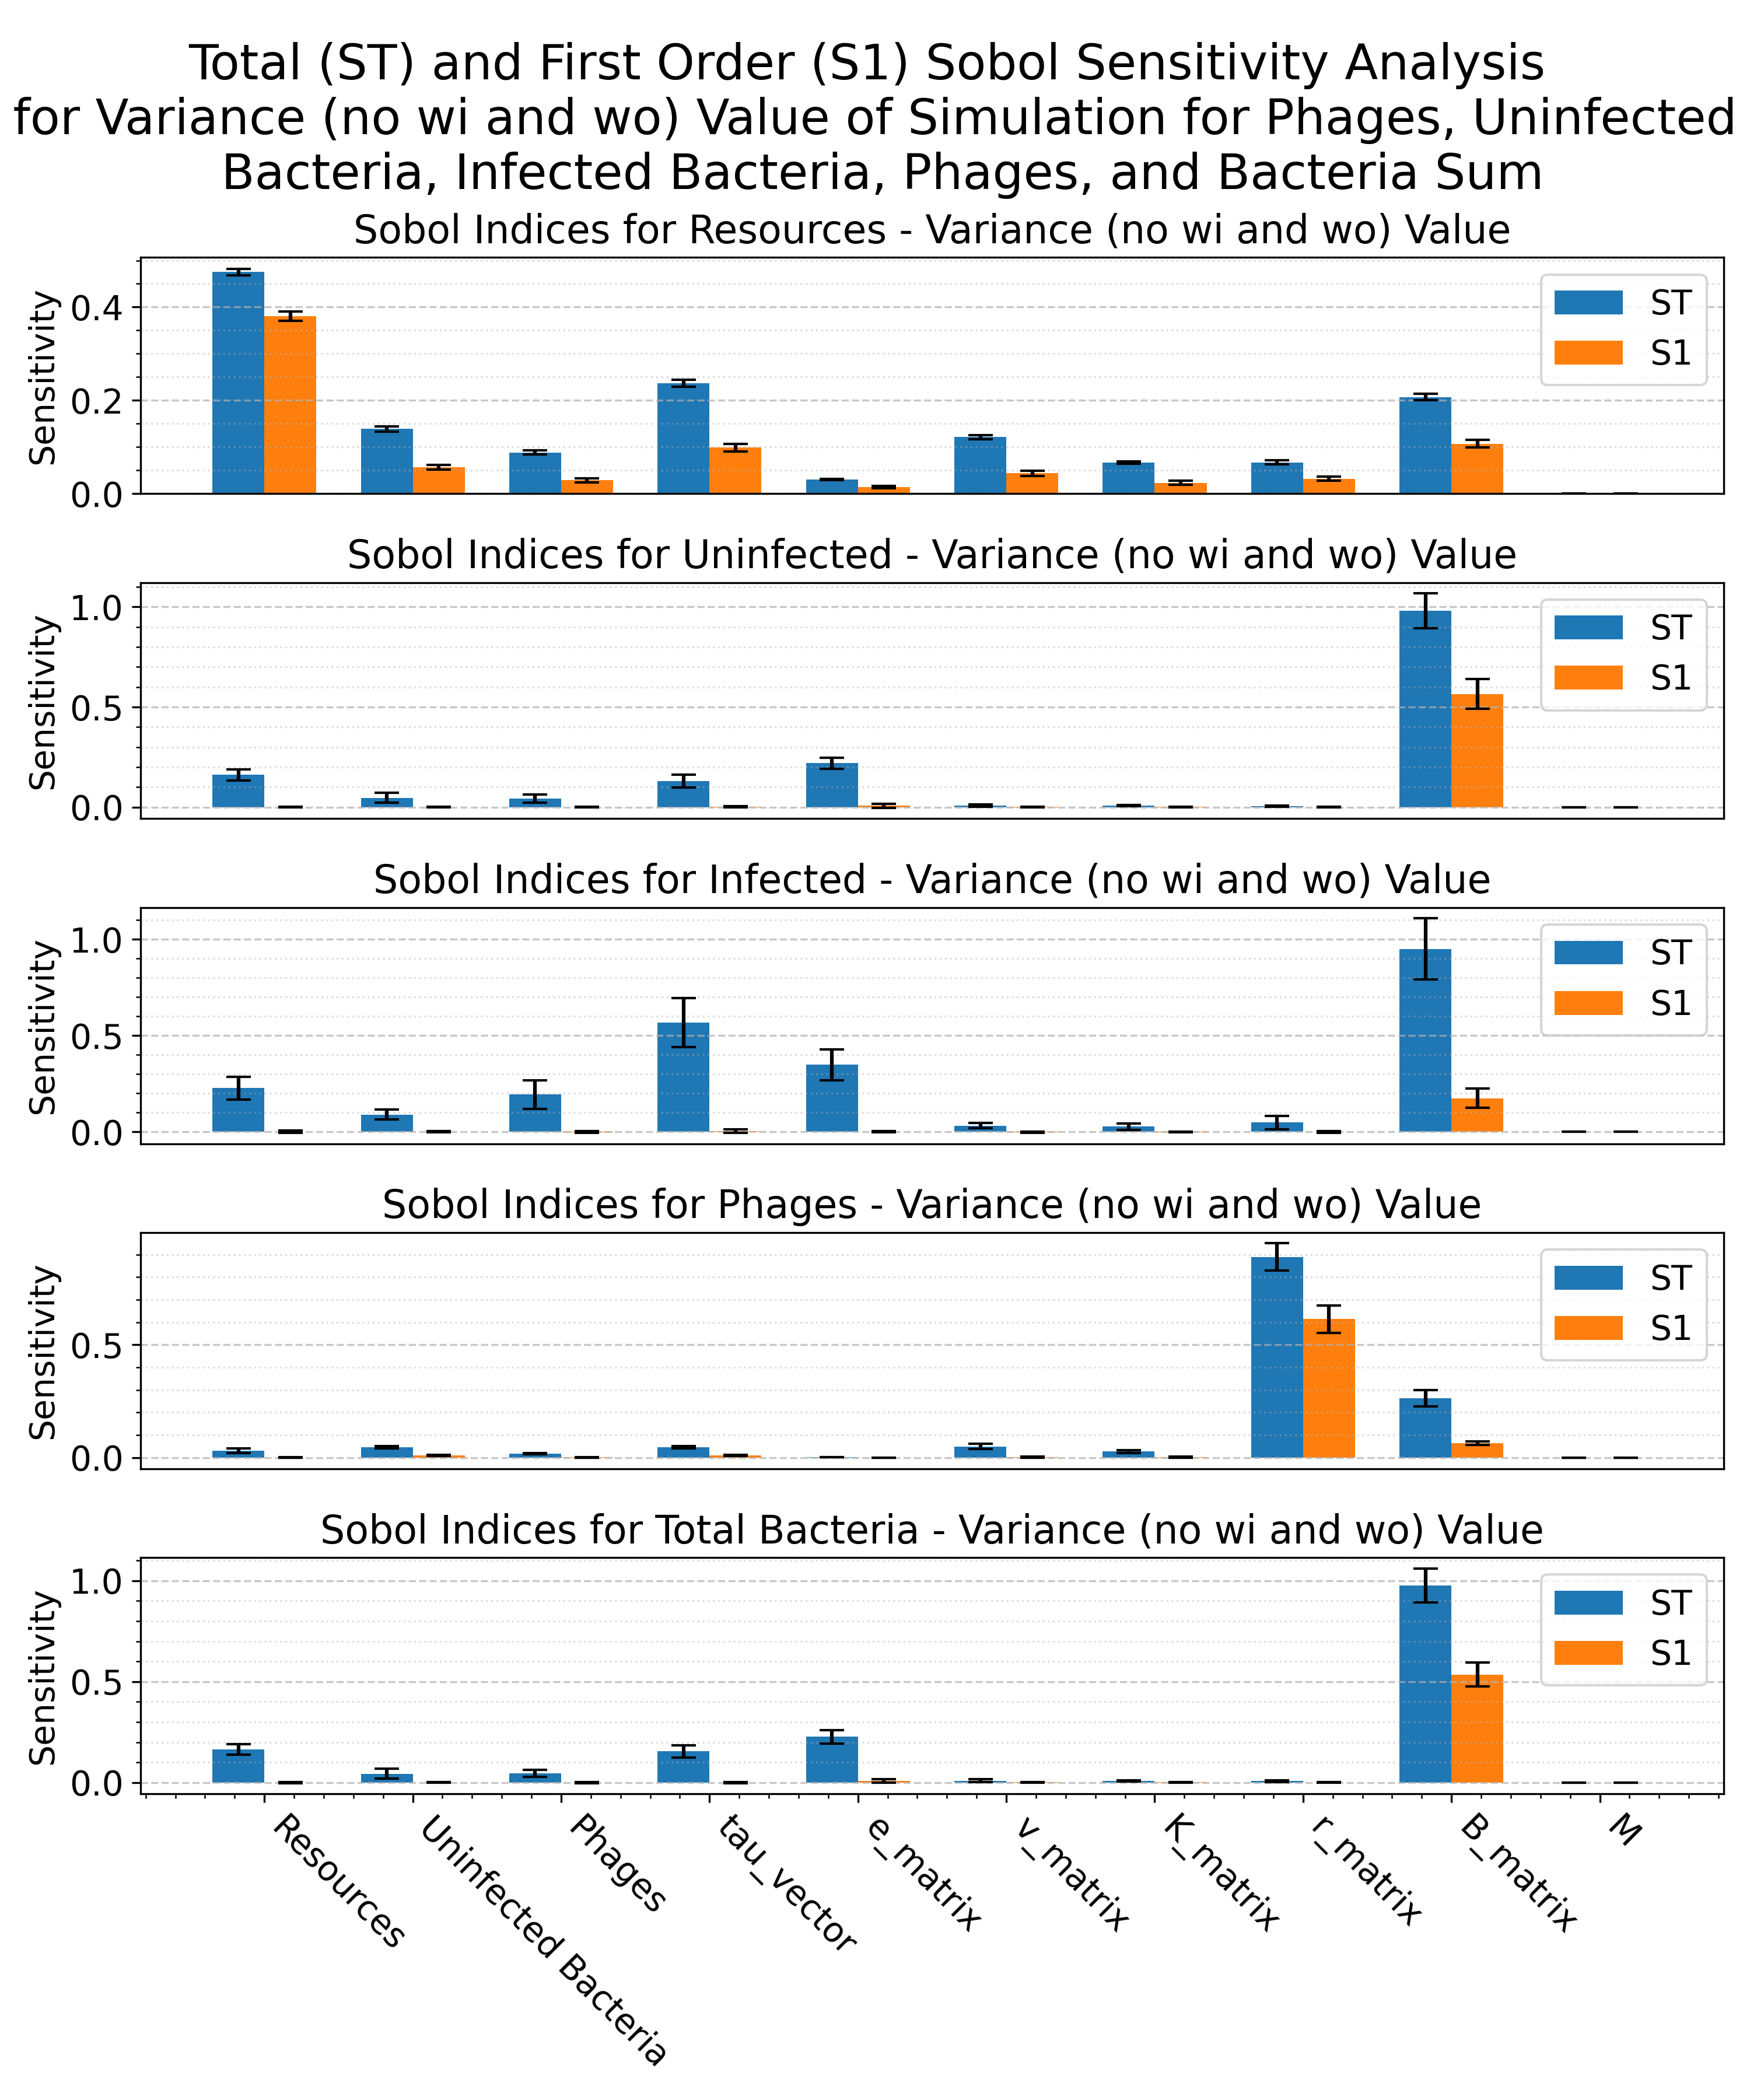 Total (ST) and First Order (S1) Sobol Sensitivity Analysis
for Variance (no wi and wo) Value of Simulation for Phages, Uninfected
Bacteria, Infected Bacteria, Phages, and Bacteria Sum
Sobol Indices for Resources - Variance (no wi and wo) Value
Sensitivity
0.4
0.2
0.0
ST
S1
Sobol Indices for Uninfected - Variance (no wi and wo) Value
Sensitivity
1.0
0.5
0.0
ST
S1
Sobol Indices for Infected - Variance (no wi and wo) Value
Sensitivity
1.0
0.5
0.0
ST
S1
Sobol Indices for Phages - Variance (no wi and wo) Value
Sensitivity
0.5
0.0
ST
S1
Sobol Indices for Total Bacteria - Variance (no wi and wo) Value
Sensitivity
1.0
0.5
0.0
ST
S1
Resources
Uninfected Bacteria
Phages
tau_vector
e_matrix
v_matrix
K_matrix
r_matrix
B_matrix
M